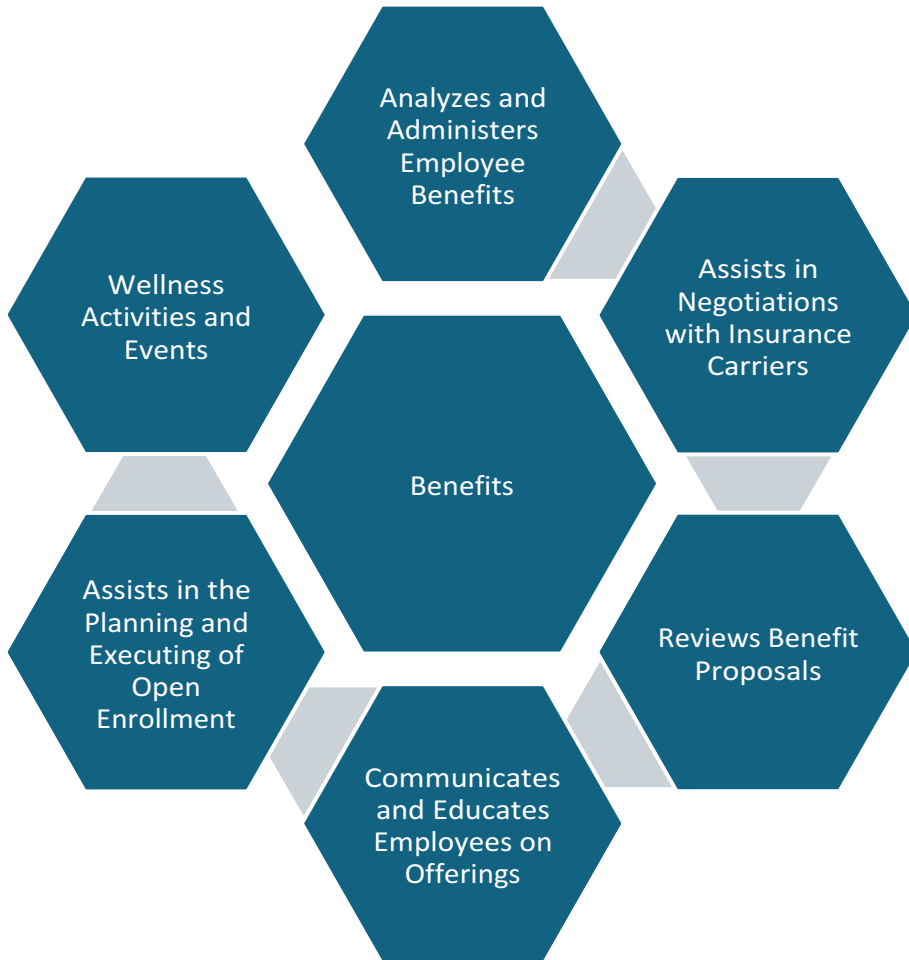 Analyzes and
Administers
Employee
Benefits
Assists in
Negotiations
with Insurance
Carriers
Reviews Benefit
Proposals
Communicates
and Educates
Employees on
Offerings
Assists in the
Planning and
Executing of
Open
Enrollment
Wellness
Activities and
Events
Benefits